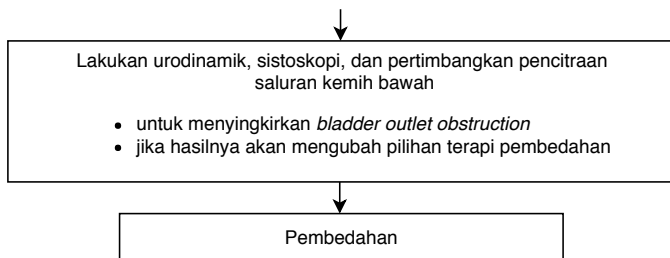 Lakukan urodinamik, sistoskopi, dan pertimbangkan pencitraan
saluran kemih bawah
• untuk menyingkirkan bladder outlet obstruction
• jika hasilnya akan mengubah pilihan terapi pembedahan
Pembedahan